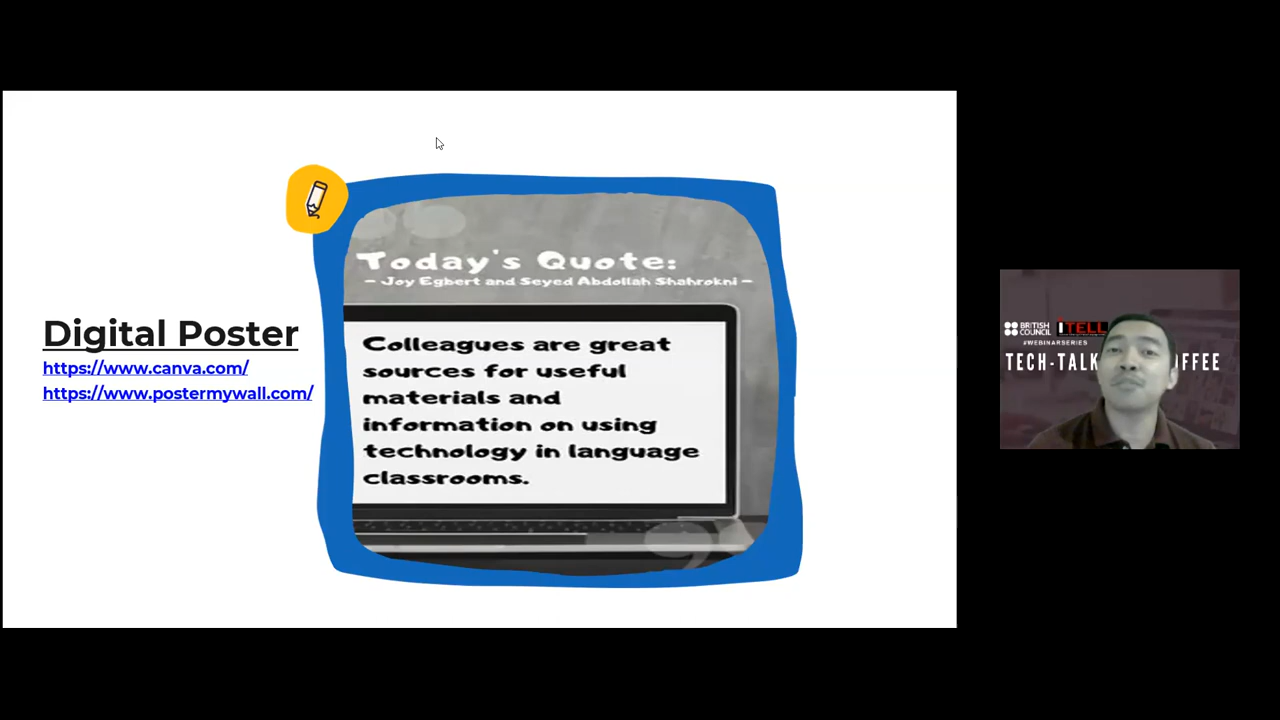 Digital Poster
https://www.canva.com/
https://www.postermywall.com/
Today's Quote:
- Joy Egbert and Seyed Abdollah Shahrokni -
Colleagues are great
sources for useful
materials and
information on using
technology in language
classrooms.
BRITISH
COUNCIL
iTELL
#WEBINARSERIES
TECH-TALK
OFFEE